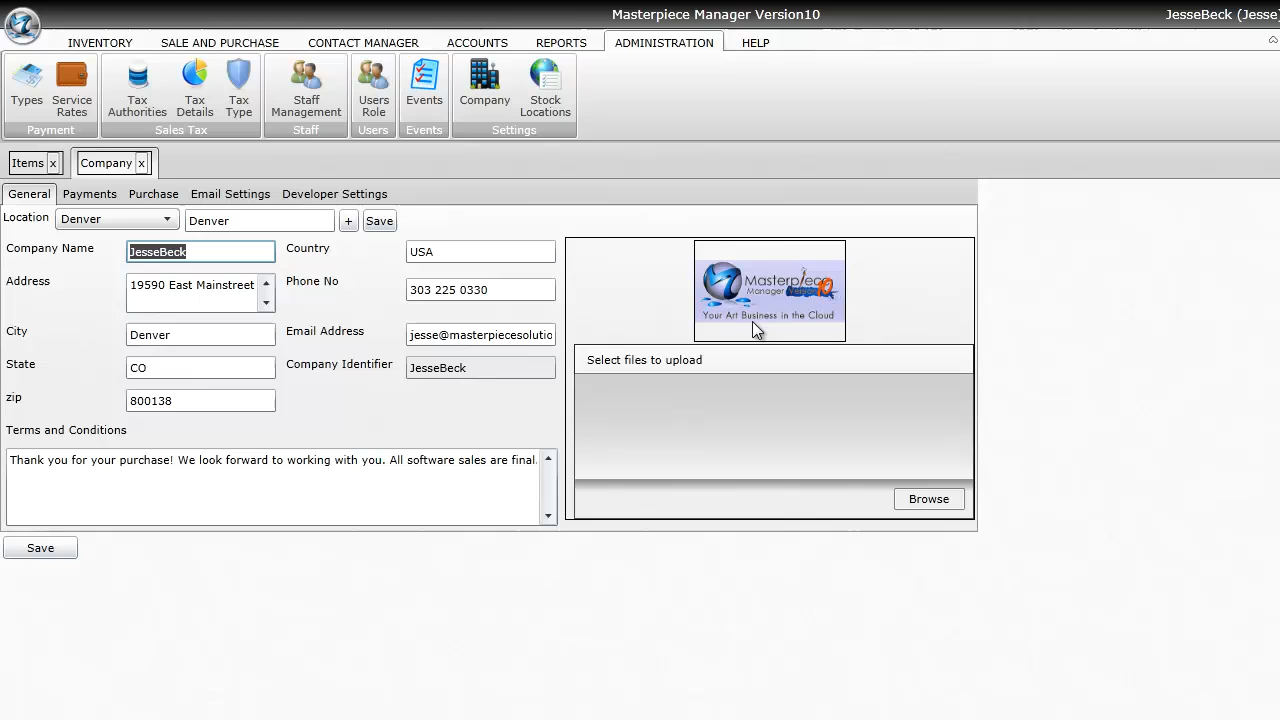 Masterpiece Manager Version10
JesseBeck (Jesse
INVENTORY SALE AND PURCHASE CONTACT MANAGER ACCOUNTS REPORTS ADMINISTRATION HELP
Types Service Rates Tax Authorities Tax Details Tax Type Staff Management Users Role Events Company Stock Locations
Payment Sales Tax Staff Users Events Settings
Items x Company x
General Payments Purchase Email Settings Developer Settings
Location Denver Denver + Save
Company Name JesseBeck Country USA
Address 19590 East Mainstreet Phone No 303 225 0330
City Denver Email Address jesse@masterpiecesolutio
State CO Company Identifier JesseBeck
zip 800138
Terms and Conditions
Thank you for your purchase! We look forward to working with you. All software sales are final.
Masterpiece
Manager Version 10
Your Art Business in the Cloud
Select files to upload
Browse
Save